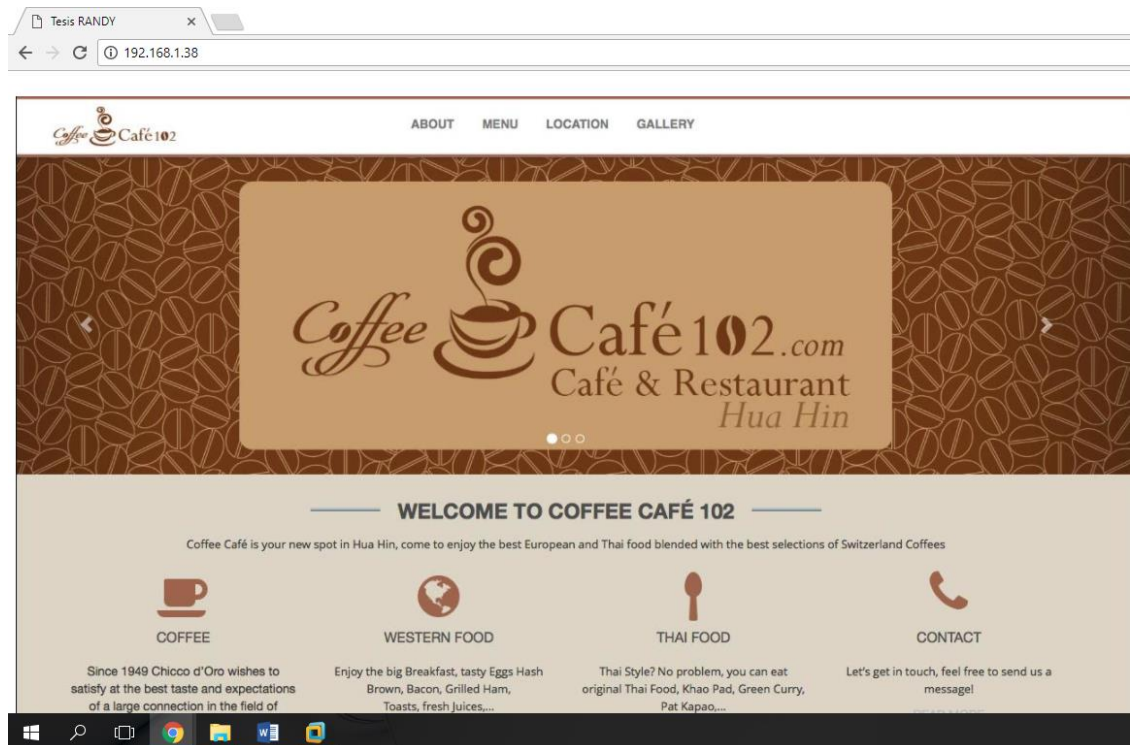 Tesis RANDY
192.168.1.38
Coffee Café 102
ABOUT MENU LOCATION GALLERY
Coffee Café 102.com
Café & Restaurant
Hua Hin
WELCOME TO COFFEE CAFÉ 102
Coffee Café is your new spot in Hua Hin, come to enjoy the best European and Thai food blended with the best selections of Switzerland Coffees
COFFEE
Since 1949 Chicco d'Oro wishes to
satisfy at the best taste and expectations
of a large connection in the field of
WESTERN FOOD
Enjoy the big Breakfast, tasty Eggs Hash
Brown, Bacon, Grilled Ham,
Toasts, fresh Juices,...
THAI FOOD
Thai Style? No problem, you can eat
original Thai Food, Khao Pad, Green Curry,
Pat Kapao,...
CONTACT
Let's get in touch, feel free to send us a
message!
READ MORE